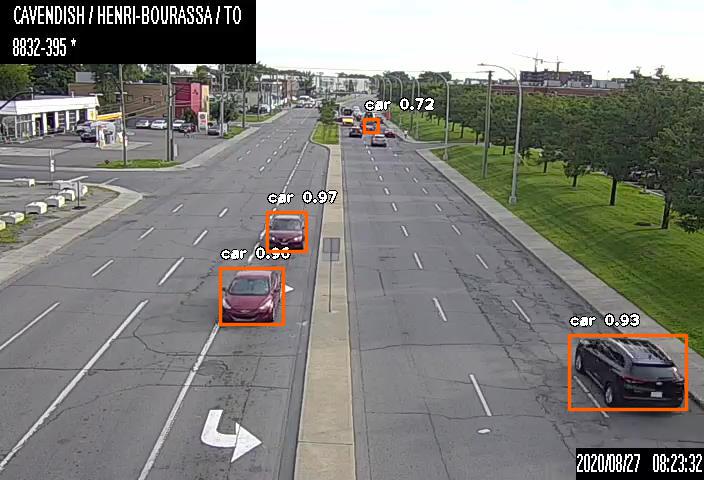 CAVENDISH / HENRI-BOURASSA / TO
8832-395 *
car 0.72
car 0.97
car 0.96
car 0.93
2020/08/27 08:23:32